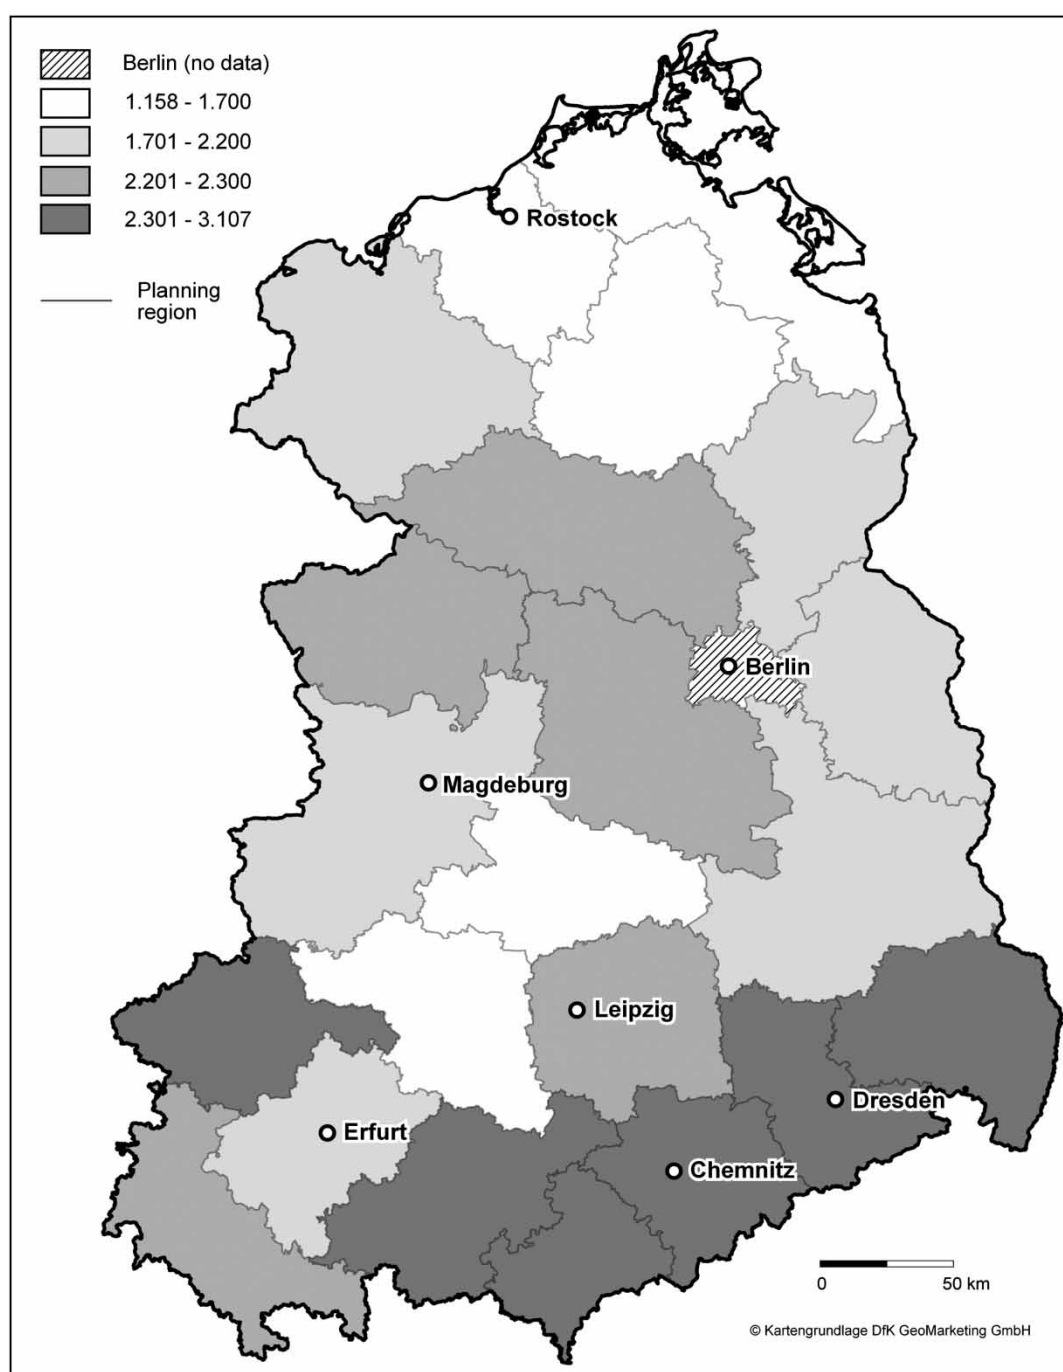 Berlin (no data)
1.158 - 1.700
1.701 - 2.200
2.201 - 2.300
2.301 - 3.107
Planning
region
Rostock
Berlin
Magdeburg
Leipzig
Dresden
Erfurt
Chemnitz
0 50 km
© Kartengrundlage DfK GeoMarketing GmbH